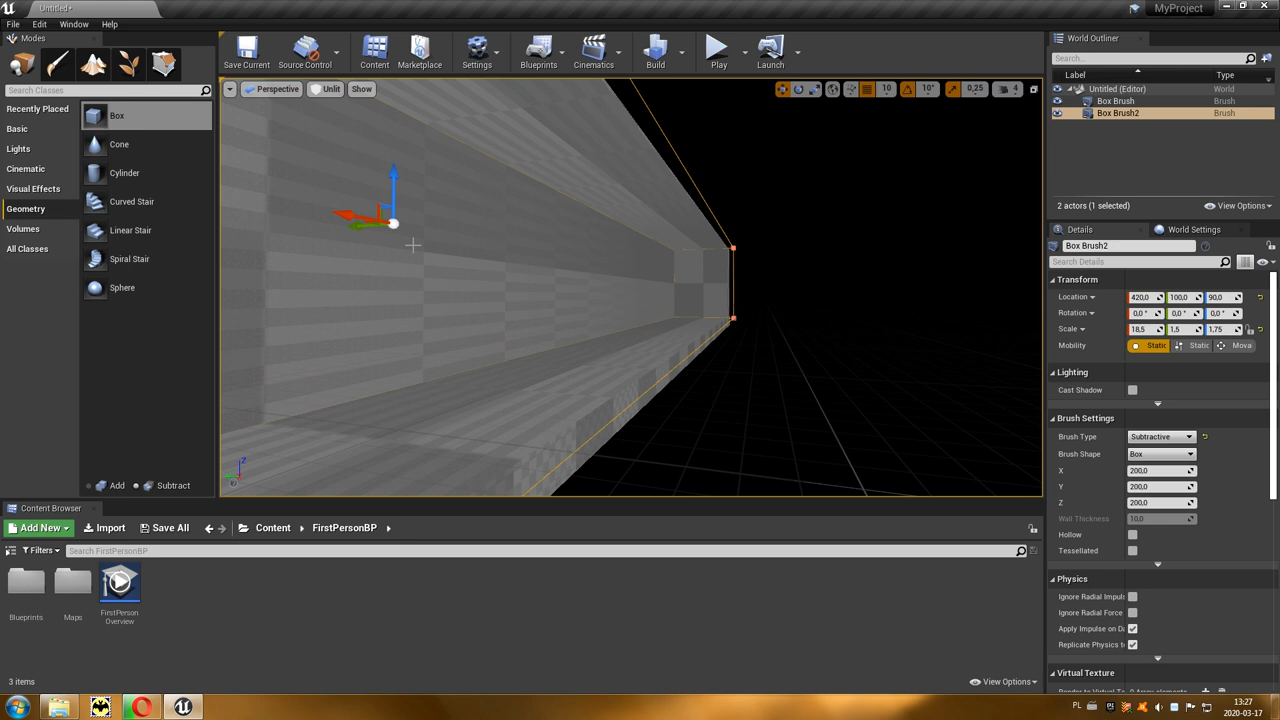 Untitled*
MyProject
File Edit Window Help
Modes
Search Classes
Recently Placed
Basic
Lights
Cinematic
Visual Effects
Geometry
Volumes
All Classes
Box
Cone
Cylinder
Curved Stair
Linear Stair
Spiral Stair
Sphere
Add Subtract
Save Current Source Control Content Marketplace Settings Blueprints Cinematics Build Play Launch
Perspective Unlit Show 10 10° 0,25 4
Z
World Outliner
Search...
Label Type
Untitled (Editor) World
Box Brush Brush
Box Brush2 Brush
2 actors (1 selected) View Options
Details World Settings
Box Brush2
Search Details
Transform
Location 420,0 100,0 90,0
Rotation 0,0 ° 0,0 ° 0,0 °
Scale 18,5 1,5 1,75
Mobility Static Static Mova
Lighting
Cast Shadow
Brush Settings
Brush Type Subtractive
Brush Shape Box
X 200,0
Y 200,0
Z 200,0
Wall Thickness 10,0
Hollow
Tessellated
Physics
Ignore Radial Impuls
Ignore Radial Force
Apply Impulse on Da
Replicate Physics to
Virtual Texture
Content Browser
Add New Import Save All Content FirstPersonBP
Filters Search FirstPersonBP
Blueprints
Maps
FirstPerson
Overview
3 items View Options
PL 13:27
2020-03-17